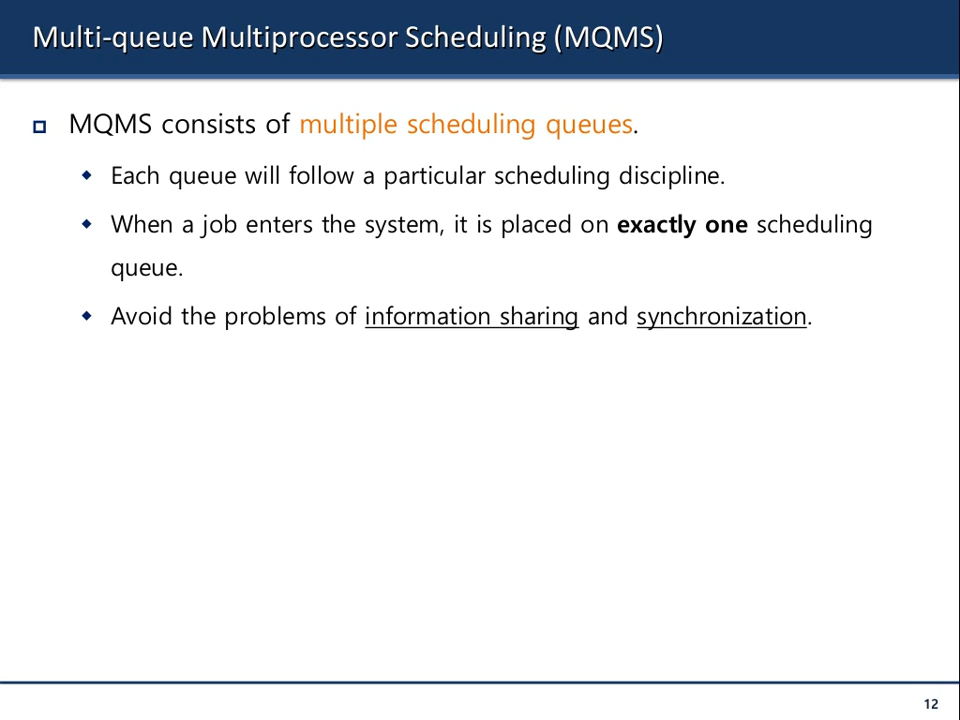 Multi-queue Multiprocessor Scheduling (MQMS)
MQMS consists of multiple scheduling queues.
Each queue will follow a particular scheduling discipline.
When a job enters the system, it is placed on exactly one scheduling
queue.
Avoid the problems of information sharing and synchronization.
12